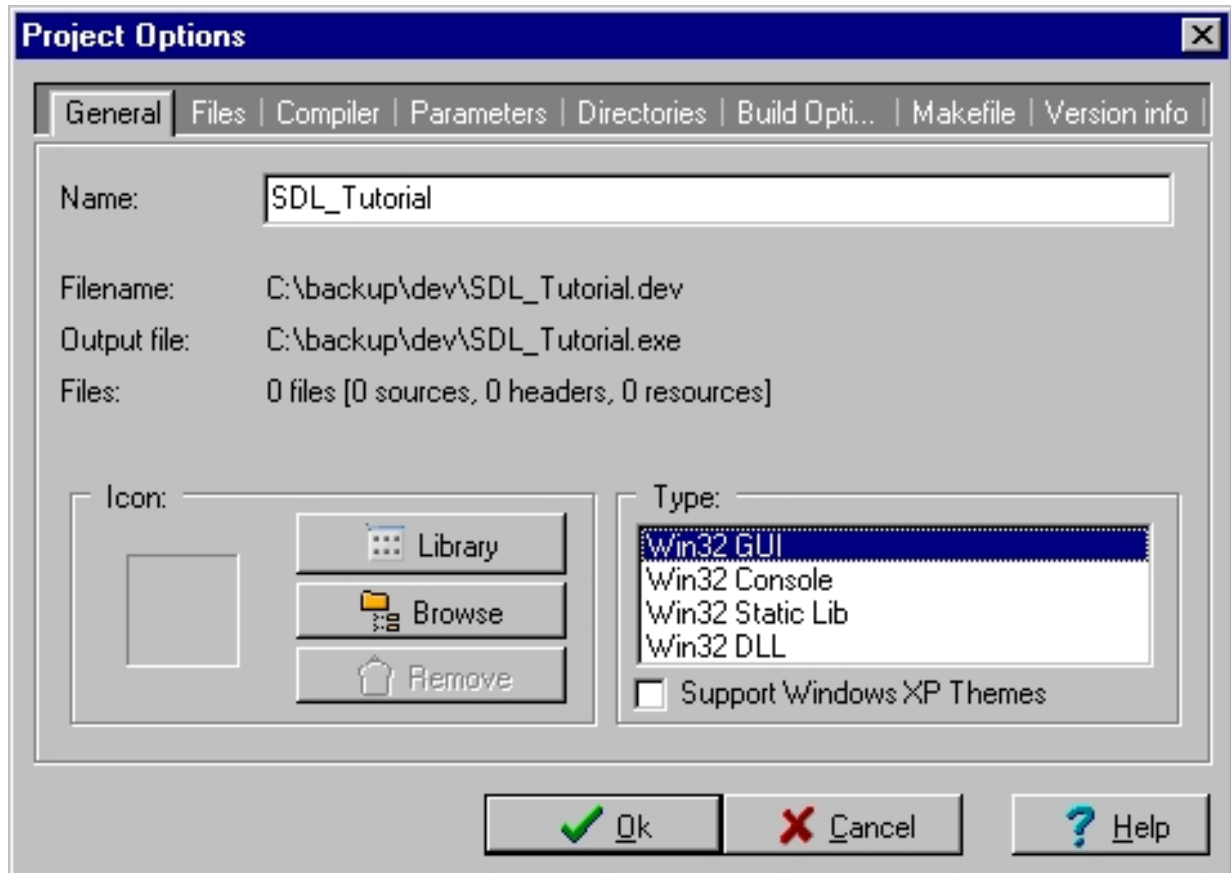 Project Options
General | Files | Compiler | Parameters | Directories | Build Opti... | Makefile | Version info
Name: SDL_Tutorial
Filename: C:\backup\dev\SDL_Tutorial.dev
Output file: C:\backup\dev\SDL_Tutorial.exe
Files: 0 files [0 sources, 0 headers, 0 resources]
Icon:
Library
Browse
Remove
Type:
Win32 GUI
Win32 Console
Win32 Static Lib
Win32 DLL
Support Windows XP Themes
Ok Cancel Help